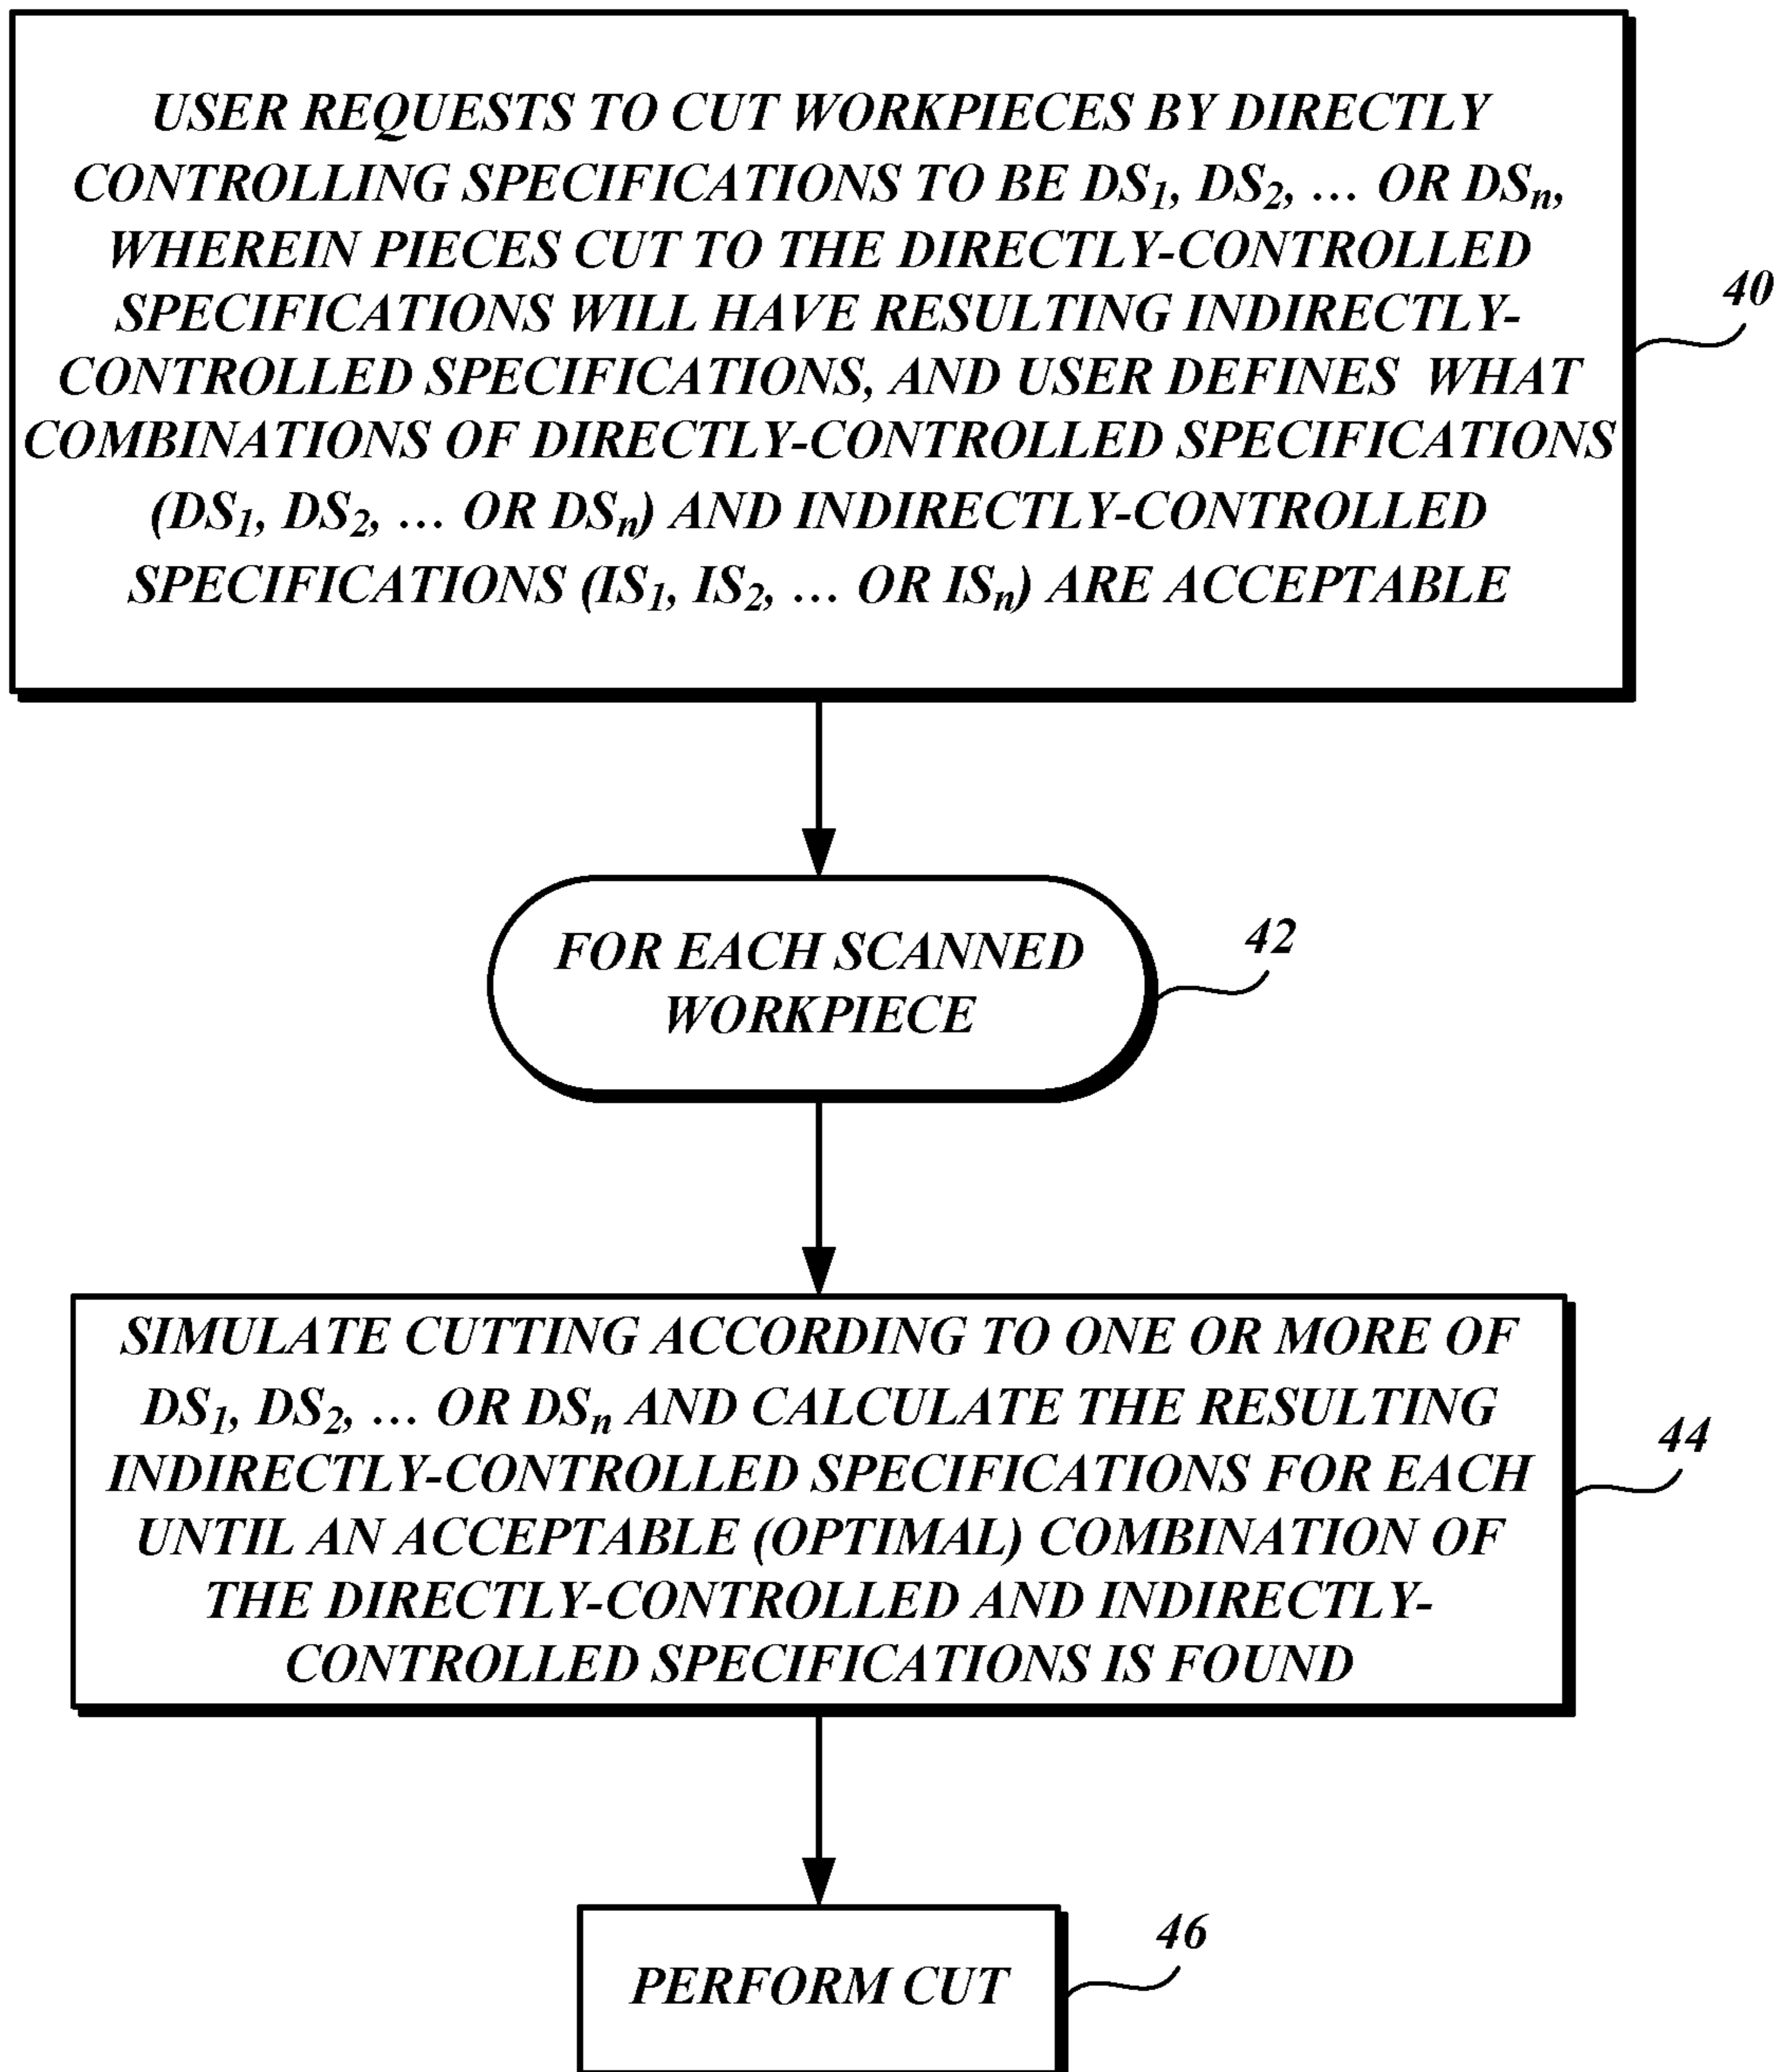 USER REQUESTS TO CUT WORKPIECES BY DIRECTLY
CONTROLLING SPECIFICATIONS TO BE DS₁, DS₂, … OR DSₙ,
WHEREIN PIECES CUT TO THE DIRECTLY-CONTROLLED
SPECIFICATIONS WILL HAVE RESULTING INDIRECTLY-
CONTROLLED SPECIFICATIONS, AND USER DEFINES WHAT
COMBINATIONS OF DIRECTLY-CONTROLLED SPECIFICATIONS
(DS₁, DS₂, … OR DSₙ) AND INDIRECTLY-CONTROLLED
SPECIFICATIONS (IS₁, IS₂, … OR ISₙ) ARE ACCEPTABLE
40
FOR EACH SCANNED
WORKPIECE
42
SIMULATE CUTTING ACCORDING TO ONE OR MORE OF
DS₁, DS₂, … OR DSₙ AND CALCULATE THE RESULTING
INDIRECTLY-CONTROLLED SPECIFICATIONS FOR EACH
UNTIL AN ACCEPTABLE (OPTIMAL) COMBINATION OF
THE DIRECTLY-CONTROLLED AND INDIRECTLY-
CONTROLLED SPECIFICATIONS IS FOUND
44
PERFORM CUT
46